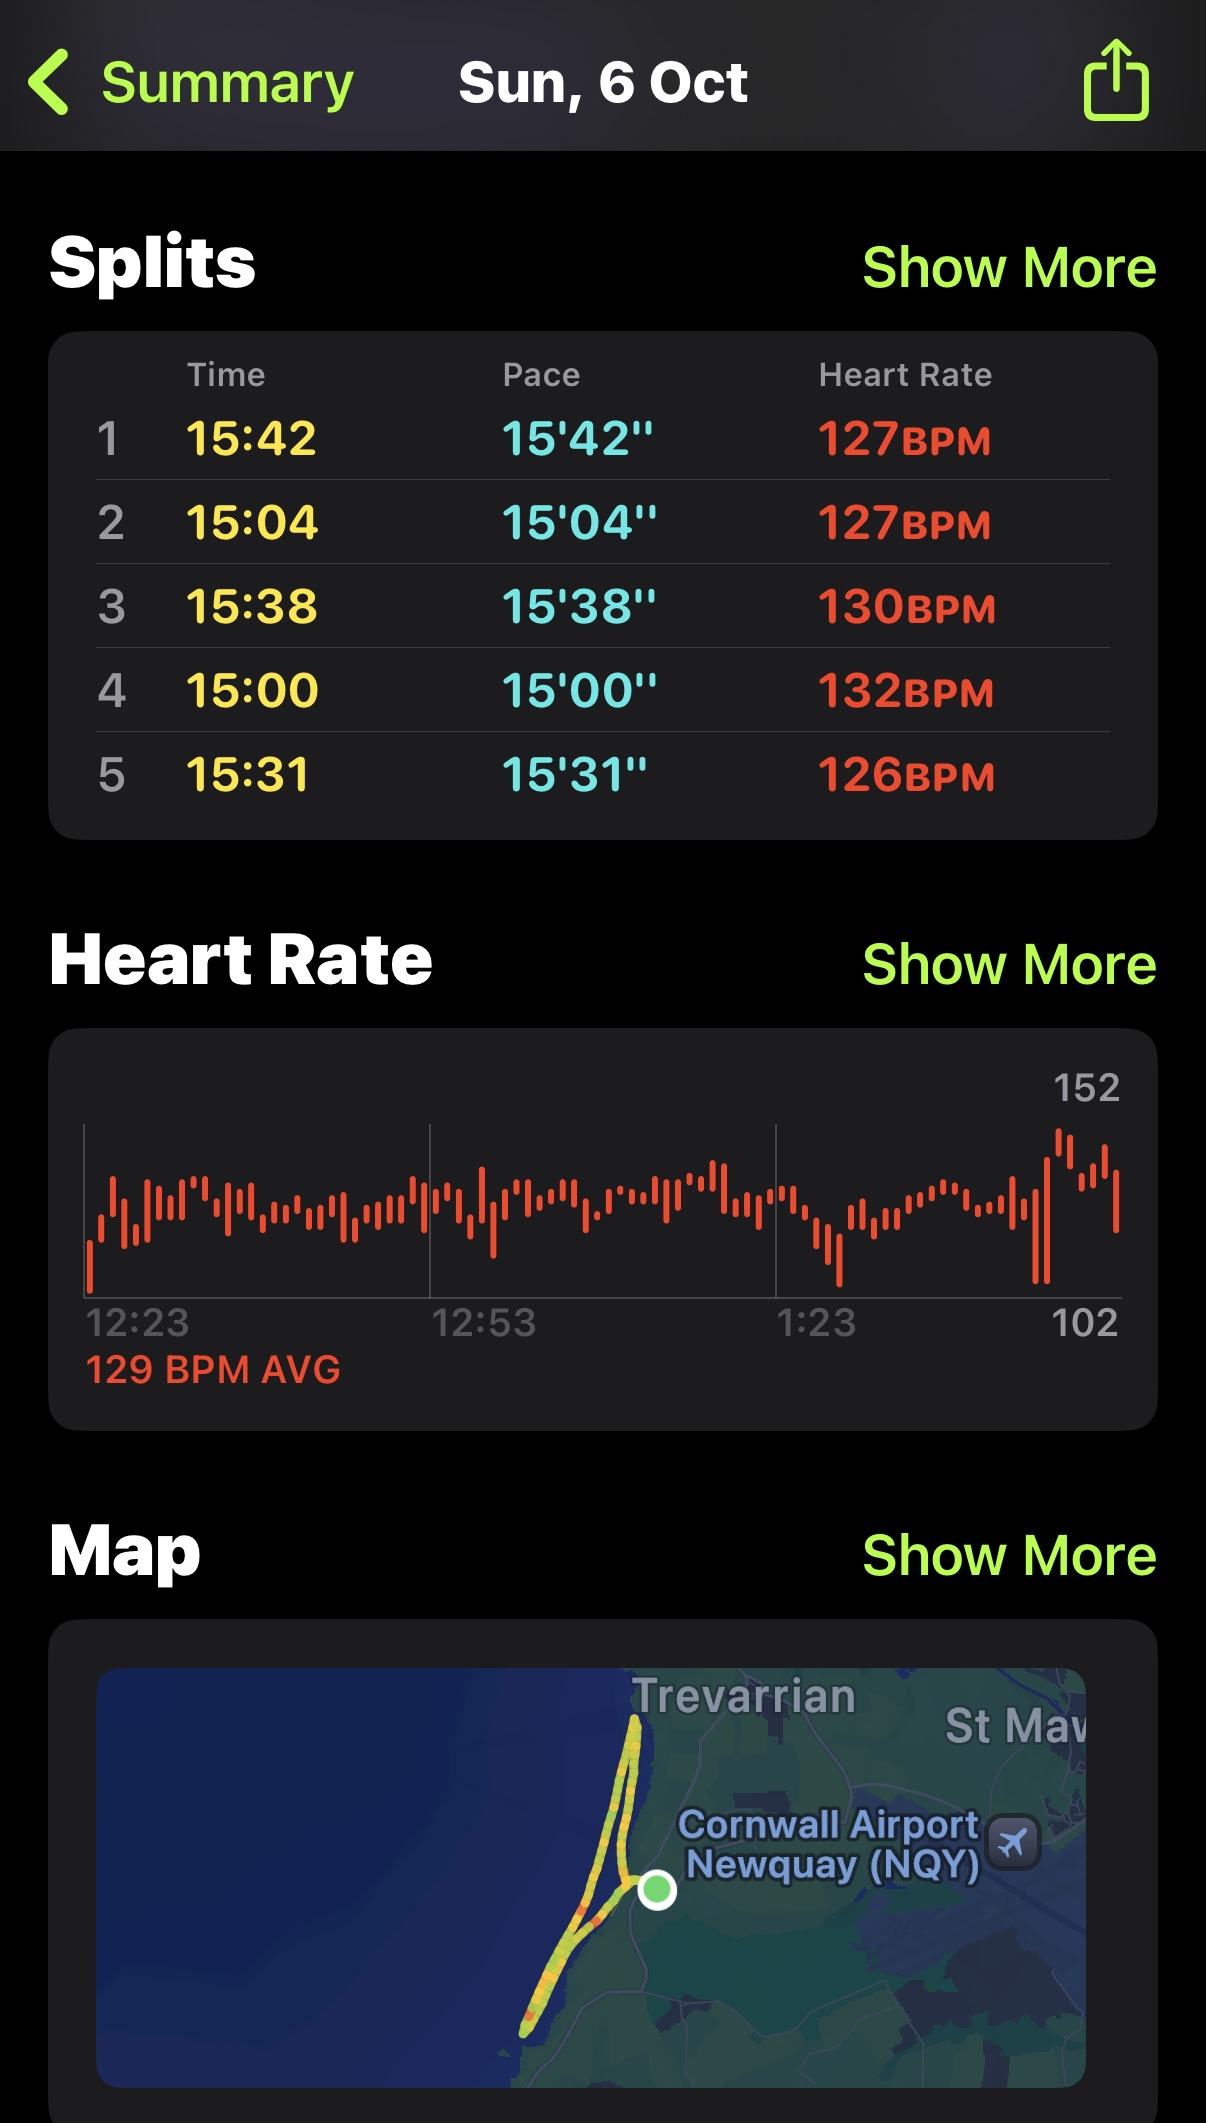 Summary
Sun, 6 Oct
Splits
Show More
Time Pace Heart Rate
1 15:42 15'42'' 127BPM
2 15:04 15'04'' 127BPM
3 15:38 15'38'' 130BPM
4 15:00 15'00'' 132BPM
5 15:31 15'31'' 126BPM
Heart Rate
Show More
152
12:23 12:53 1:23 102
129 BPM AVG
Map
Show More
Trevarrian
St Maw
Cornwall Airport
Newquay (NQY)